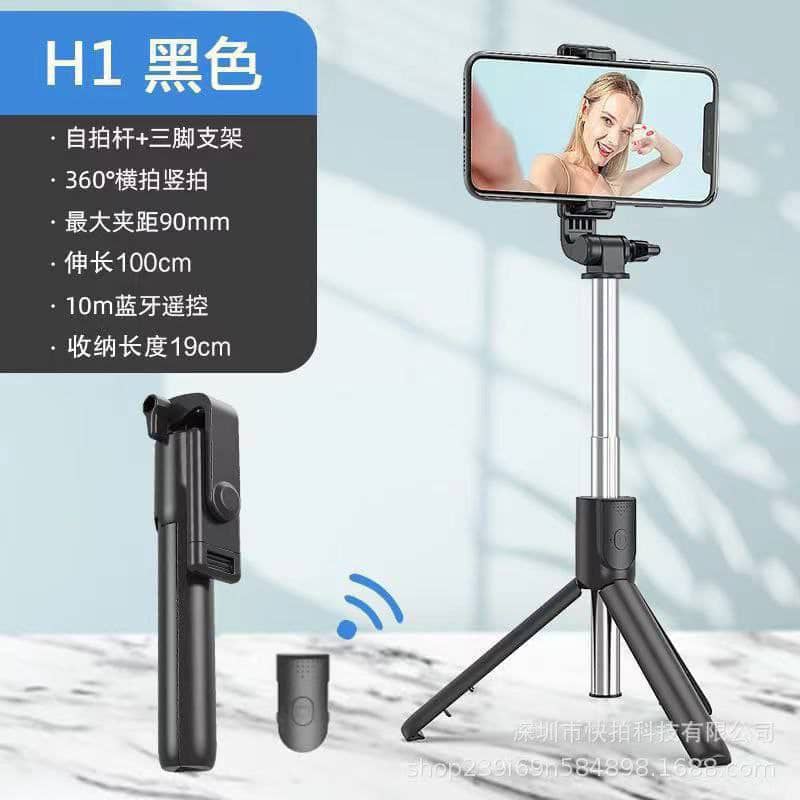 H1 黑色
自拍杆+三脚支架
360°横拍竖拍
最大夹距90mm
伸长100cm
10m蓝牙遥控
收纳长度19cm
深圳市快拍科技有限公司
shop239i69n584898.1688.com